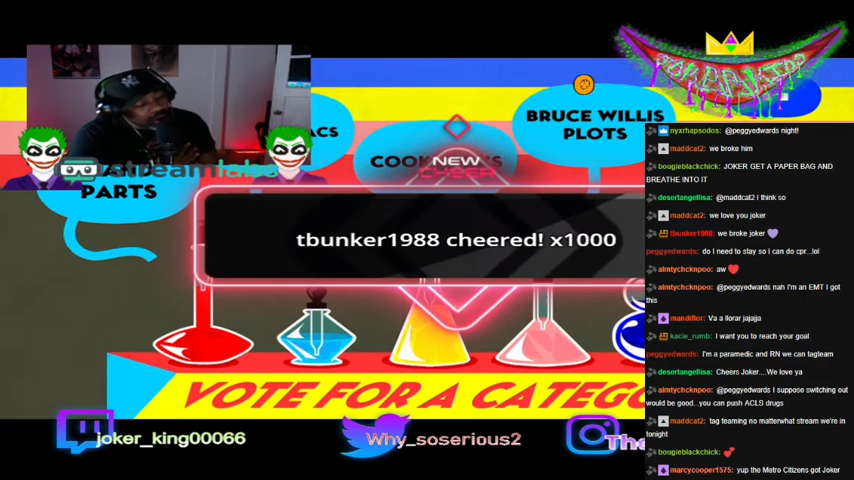 BRUCE WILLIS
PLOTS
ACS
NEW
CHEER
streamlabs
PARTS
tbunker1988 cheered! x1000
VOTE FOR A CATEG
joker_king00066
Why_soserious2
The
nyxrhapsodos: @peggyedwards night!
maddcat2: we broke him
bougieblackchick: JOKER GET A PAPER BAG AND
BREATHE INTO IT
desertangellisa: @maddcat2 I think so
maddcat2: we love you joker
tbunker1988: we broke joker 💜
peggyedwards: do I need to stay so I can do cpr...lol
almtychcknpoo: aw ❤
almtychcknpoo: @peggyedwards nah I'm an EMT I got
this
mandiflor: Va a llorar jajajja
kacie_rumb: I want you to reach your goal
peggyedwards: I'm a paramedic and RN we can tagleam
desertangellisa: Cheers Joker....We love ya
almtychcknpoo: @peggyedwards I suppose switching out
would be good...you can push ACLS drugs
maddcat2: tag teaming no matterwhat stream we're in
tonight
bougieblackchick: 💕
marcycooper1575: yup the Metro Citizens got Joker